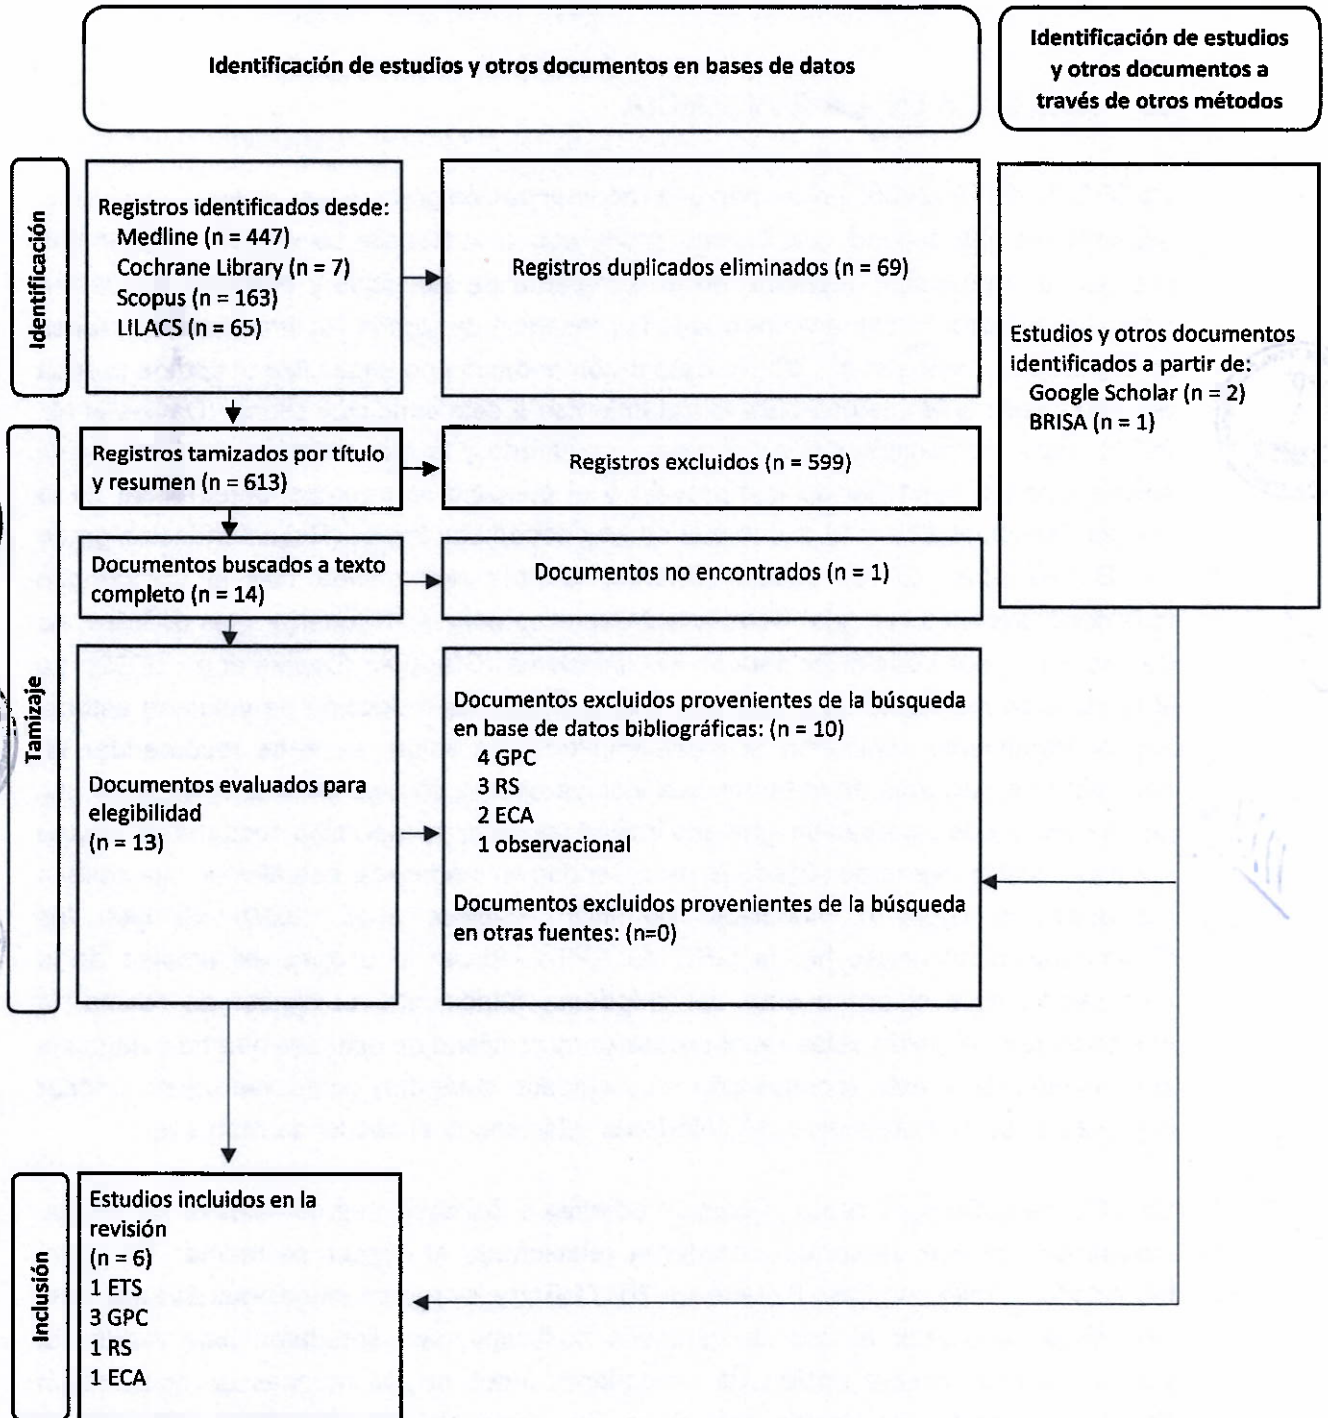 Identificación de estudios y otros documentos en bases de datos
Identificación de estudios
y otros documentos a
través de otros métodos
Identificación
Registros identificados desde:
Medline (n = 447)
Cochrane Library (n = 7)
Scopus (n = 163)
LILACS (n = 65)
Registros duplicados eliminados (n = 69)
Estudios y otros documentos
identificados a partir de:
Google Scholar (n = 2)
BRISA (n = 1)
Tamizaje
Registros tamizados por título
y resumen (n = 613)
Registros excluidos (n = 599)
Documentos buscados a texto
completo (n = 14)
Documentos no encontrados (n = 1)
Documentos evaluados para
elegibilidad
(n = 13)
Documentos excluidos provenientes de la búsqueda
en base de datos bibliográficas: (n = 10)
4 GPC
3 RS
2 ECA
1 observacional
Documentos excluidos provenientes de la búsqueda
en otras fuentes: (n=0)
Inclusión
Estudios incluidos en la
revisión
(n = 6)
1 ETS
3 GPC
1 RS
1 ECA